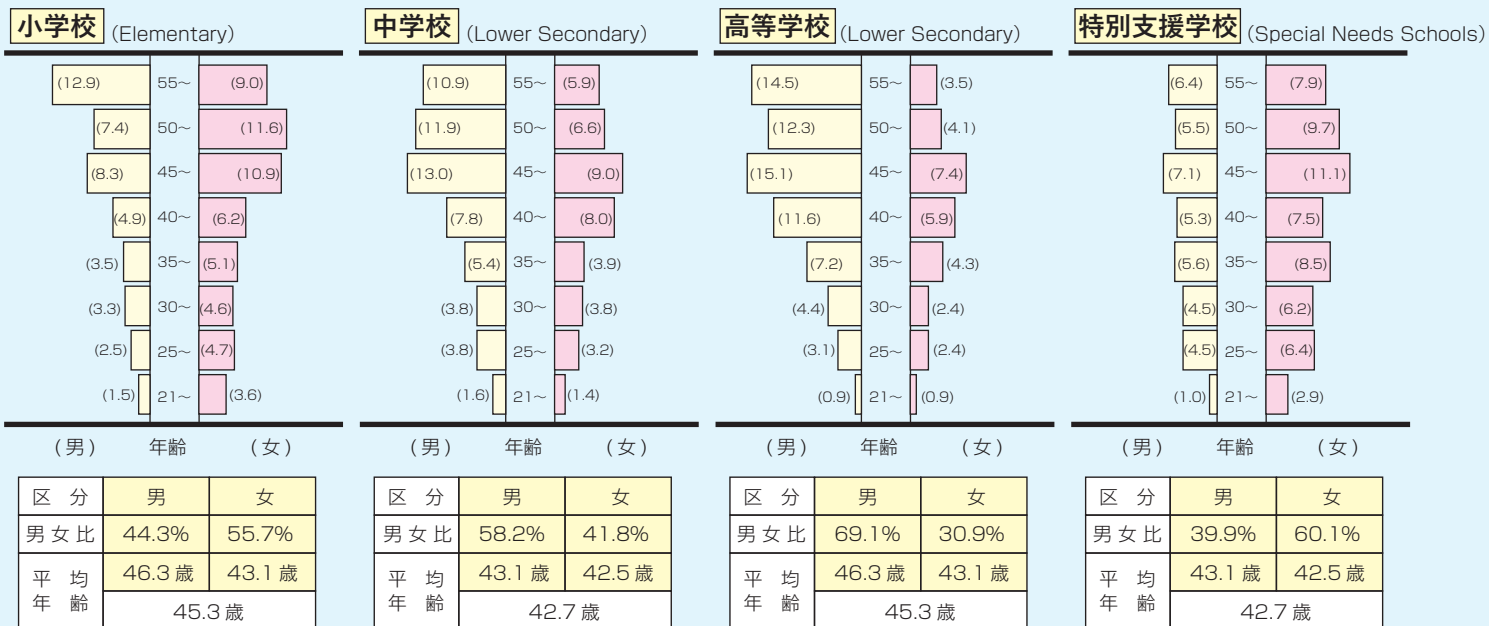 小学校 (Elementary)
(12.9) 55～ (9.0)
(7.4) 50～ (11.6)
(8.3) 45～ (10.9)
(4.9) 40～ (6.2)
(3.5) 35～ (5.1)
(3.3) 30～ (4.6)
(2.5) 25～ (4.7)
(1.5) 21～ (3.6)
(男) 年齢 (女)
区 分 男 女
男女比 44.3% 55.7%
平 均 年 齢 46.3 歳 43.1 歳
45.3 歳
中学校 (Lower Secondary)
(10.9) 55～ (5.9)
(11.9) 50～ (6.6)
(13.0) 45～ (9.0)
(7.8) 40～ (8.0)
(5.4) 35～ (3.9)
(3.8) 30～ (3.8)
(3.8) 25～ (3.2)
(1.6) 21～ (1.4)
(男) 年齢 (女)
区 分 男 女
男女比 58.2% 41.8%
平 均 年 齢 43.1 歳 42.5 歳
42.7 歳
高等学校 (Lower Secondary)
(14.5) 55～ (3.5)
(12.3) 50～ (4.1)
(15.1) 45～ (7.4)
(11.6) 40～ (5.9)
(7.2) 35～ (4.3)
(4.4) 30～ (2.4)
(3.1) 25～ (2.4)
(0.9) 21～ (0.9)
(男) 年齢 (女)
区 分 男 女
男女比 69.1% 30.9%
平 均 年 齢 46.3 歳 43.1 歳
45.3 歳
特別支援学校 (Special Needs Schools)
(6.4) 55～ (7.9)
(5.5) 50～ (9.7)
(7.1) 45～ (11.1)
(5.3) 40～ (7.5)
(5.6) 35～ (8.5)
(4.5) 30～ (6.2)
(4.5) 25～ (6.4)
(1.0) 21～ (2.9)
(男) 年齢 (女)
区 分 男 女
男女比 39.9% 60.1%
平 均 年 齢 43.1 歳 42.5 歳
42.7 歳